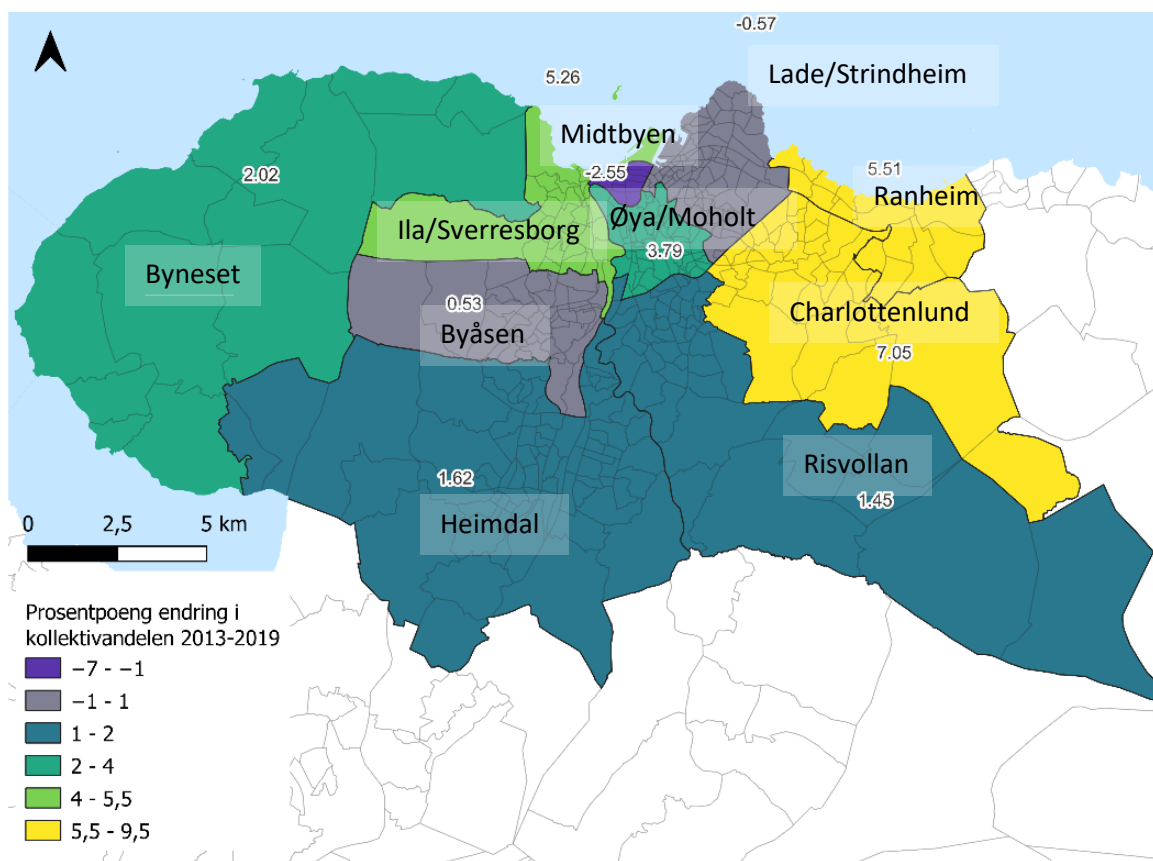 -0.57
Lade/Strindheim
5.26
Midtbyen
-2.55
5.51
Ranheim
2.02
Ila/Sverresborg
Øya/Moholt
3.79
Byneset
0.53
Byåsen
Charlottenlund
7.05
Risvollan
1.45
1.62
Heimdal
0 2,5 5 km
Prosentpoeng endring i
kollektivandelen 2013-2019
−7 - −1
−1 - 1
1 - 2
2 - 4
4 - 5,5
5,5 - 9,5